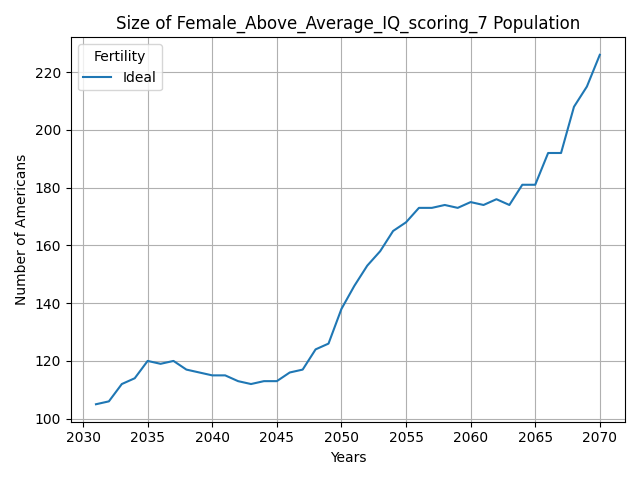 Size of Female_Above_Average_IQ_scoring_7 Population
Fertility
Ideal
Number of Americans
220
200
180
160
140
120
100
2030 2035 2040 2045 2050 2055 2060 2065 2070
Years